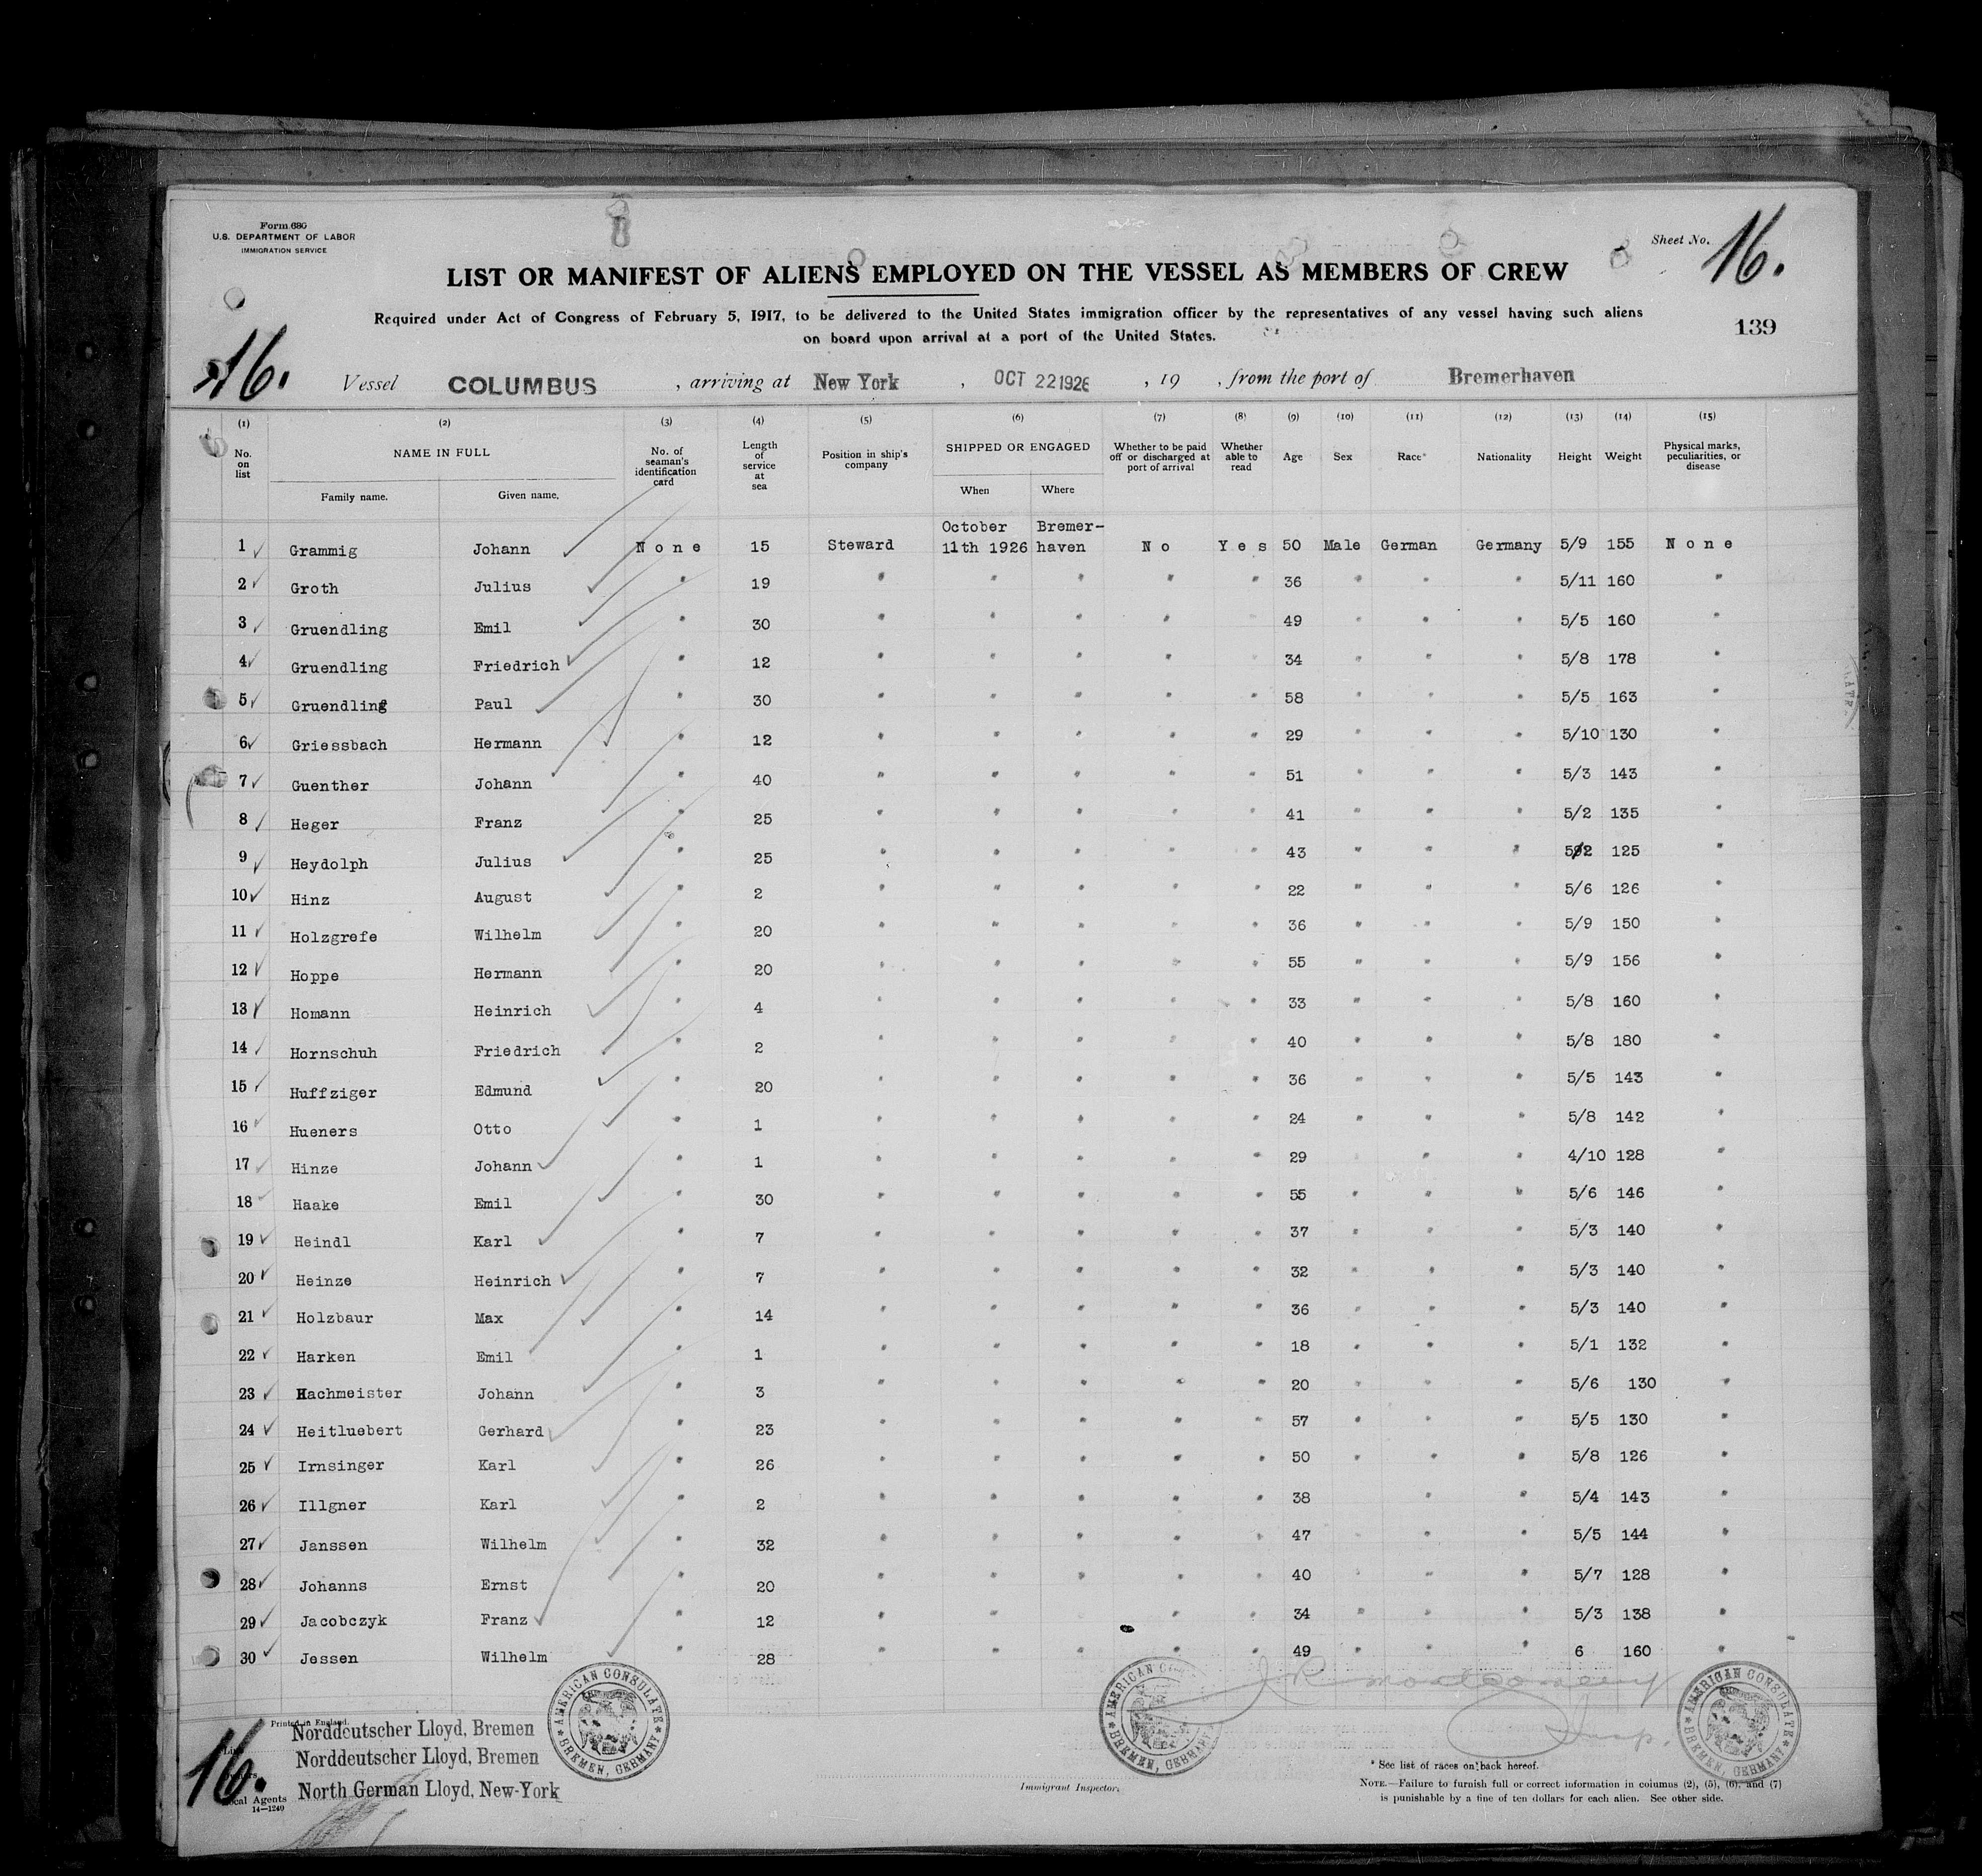 Form 680
U.S. DEPARTMENT OF LABOR
IMMIGRATION SERVICE
Sheet No. 16.
LIST OR MANIFEST OF ALIENS EMPLOYED ON THE VESSEL AS MEMBERS OF CREW
Required under Act of Congress of February 5, 1917, to be delivered to the United States immigration officer by the representatives of any vessel having such aliens
on board upon arrival at a port of the United States.
139
16. Vessel COLUMBUS , arriving at New York , OCT 22 1926 , 19 , from the port of Bremerhaven
(1) (2) (3) (4) (5) (6) (7) (8) (9) (10) (11) (12) (13) (14) (15)
No. on list NAME IN FULL No. of seaman's identification card Length of service at sea Position in ship's company SHIPPED OR ENGAGED Whether to be paid off or discharged at port of arrival Whether able to read Age Sex Race* Nationality Height Weight Physical marks, peculiarities, or disease
Family name. Given name. When Where
October Bremer-
1 Grammig Johann None 15 Steward 11th 1926 haven No Yes 50 Male German Germany 5/9 155 None
2 Groth Julius " 19 " " " " " 36 " " " 5/11 160 "
3 Gruendling Emil " 30 " " " " 49 " " " 5/5 160 "
4 Gruendling Friedrich " 12 " " " " 34 " " " 5/8 178 "
5 Gruendling Paul " 30 " " " " " 58 " " " 5/5 163 "
6 Griessbach Hermann " 12 " " " " " 29 " " " 5/10 130 "
7 Guenther Johann " 40 " " " " " 51 " " " 5/3 143 "
8 Heger Franz " 25 " " " " " 41 " " " 5/2 135 "
9 Heydolph Julius " 25 " " " " " 43 " " " 5/2 125 "
10 Hinz August " 2 " " " " " 22 " " " 5/6 126 "
11 Holzgrefe Wilhelm " 20 " " " " " 36 " " " 5/9 150 "
12 Hoppe Hermann " 20 " " " " " 55 " " " 5/9 156 "
13 Homann Heinrich " 4 " " " " " 33 " " " 5/8 160 "
14 Hornschuh Friedrich " 2 " " " " " 40 " " " 5/8 180 "
15 Huffziger Edmund " 20 " " " " " 36 " " " 5/5 143 "
16 Hueners Otto " 1 " " " " " 24 " " " 5/8 142 "
17 Hinze Johann " 1 " " " " " 29 " " " 4/10 128 "
18 Haake Emil " 30 " " " " " 55 " " " 5/6 146 "
19 Heindl Karl " 7 " " " " " 37 " " " 5/3 140 "
20 Heinze Heinrich " 7 " " " " " 32 " " " 5/3 140 "
21 Holzbaur Max " 14 " " " " " 36 " " " 5/3 140 "
22 Harken Emil " 1 " " " " " 18 " " " 5/1 132 "
23 Hachmeister Johann " 3 " " " " " 20 " " " 5/6 130 "
24 Heitluebert Gerhard " 23 " " " " " 57 " " " 5/5 130 "
25 Irnsinger Karl " 26 " " " " " 50 " " " 5/8 126 "
26 Illgner Karl " 2 " " " " " 38 " " 5/4 143 "
27 Janssen Wilhelm " 32 " " " " " 47 " " 5/5 144 "
28 Johanns Ernst " 20 " " " " " 40 " " " 5/7 128 "
29 Jacobczyk Franz " 12 " " " " 34 " " " 5/3 138 "
30 Jessen Wilhelm " 28 " " " " " 49 " " " 6 160 "
AMERICAN CONSULATE BREMEN, GERMANY
AMERICAN CONSULATE BREMEN, GERMANY
AMERICAN CONSULATE BREMEN, GERMANY
J R Montgomery
Insp.
Printed in England.
Norddeutscher Lloyd, Bremen
Norddeutscher Lloyd, Bremen
16. Local Agents North German Lloyd, New-York
14—1240
Immigrant Inspector.
* See list of races on back hereof.
NOTE.—Failure to furnish full or correct information in columns (2), (5), (6), and (7)
is punishable by a fine of ten dollars for each alien. See other side.